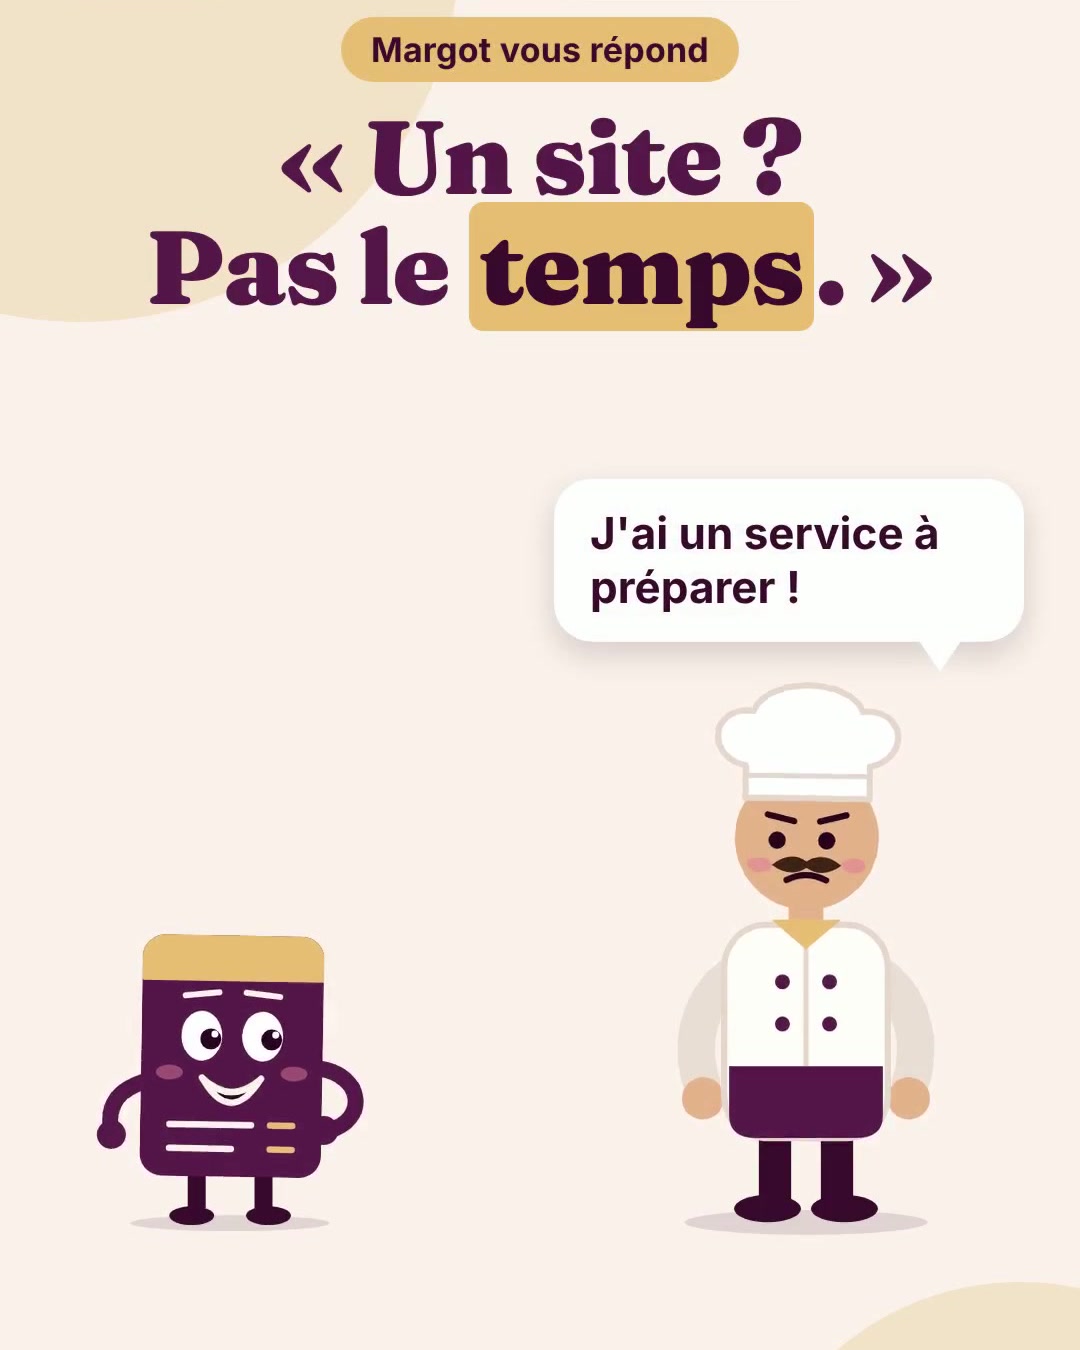 Margot vous répond
« Un site ?
Pas le temps. »
J'ai un service à
préparer !